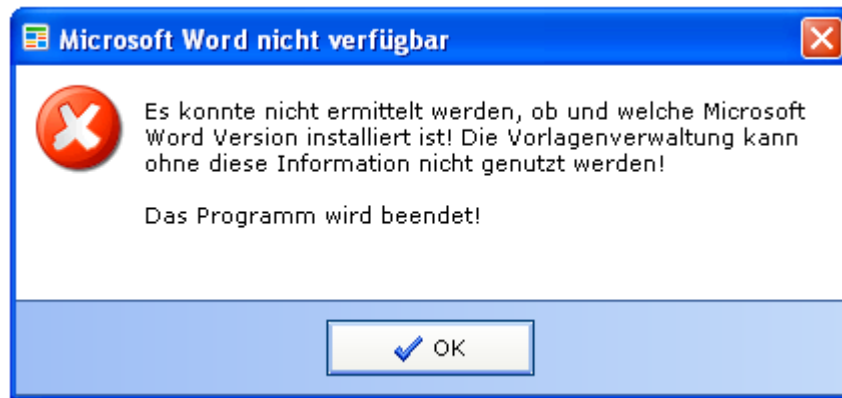 Microsoft Word nicht verfügbar
Es konnte nicht ermittelt werden, ob und welche Microsoft
Word Version installiert ist! Die Vorlagenverwaltung kann
ohne diese Information nicht genutzt werden!
Das Programm wird beendet!
OK